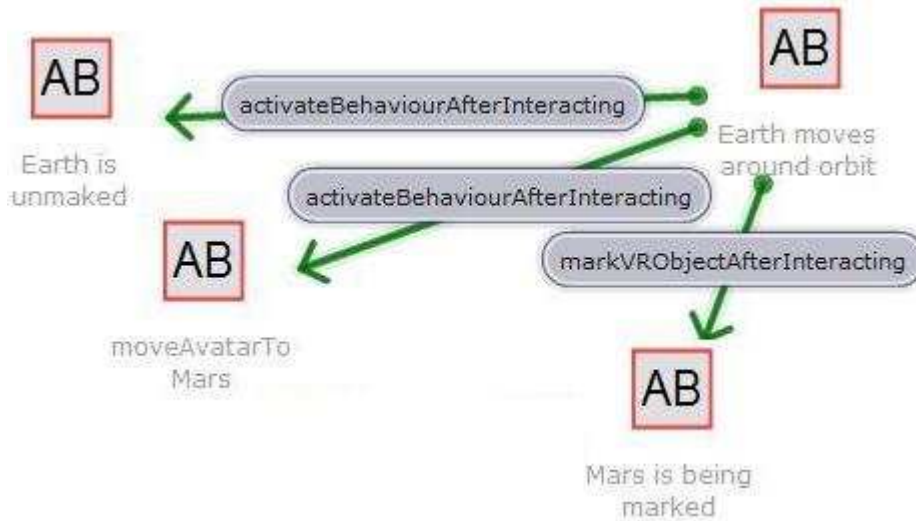 AB
AB
activateBehaviourAfterInteracting
Earth is
unmaked
Earth moves
around orbit
activateBehaviourAfterInteracting
AB
markVRObjectAfterInteracting
moveAvatarTo
Mars
AB
Mars is being
marked